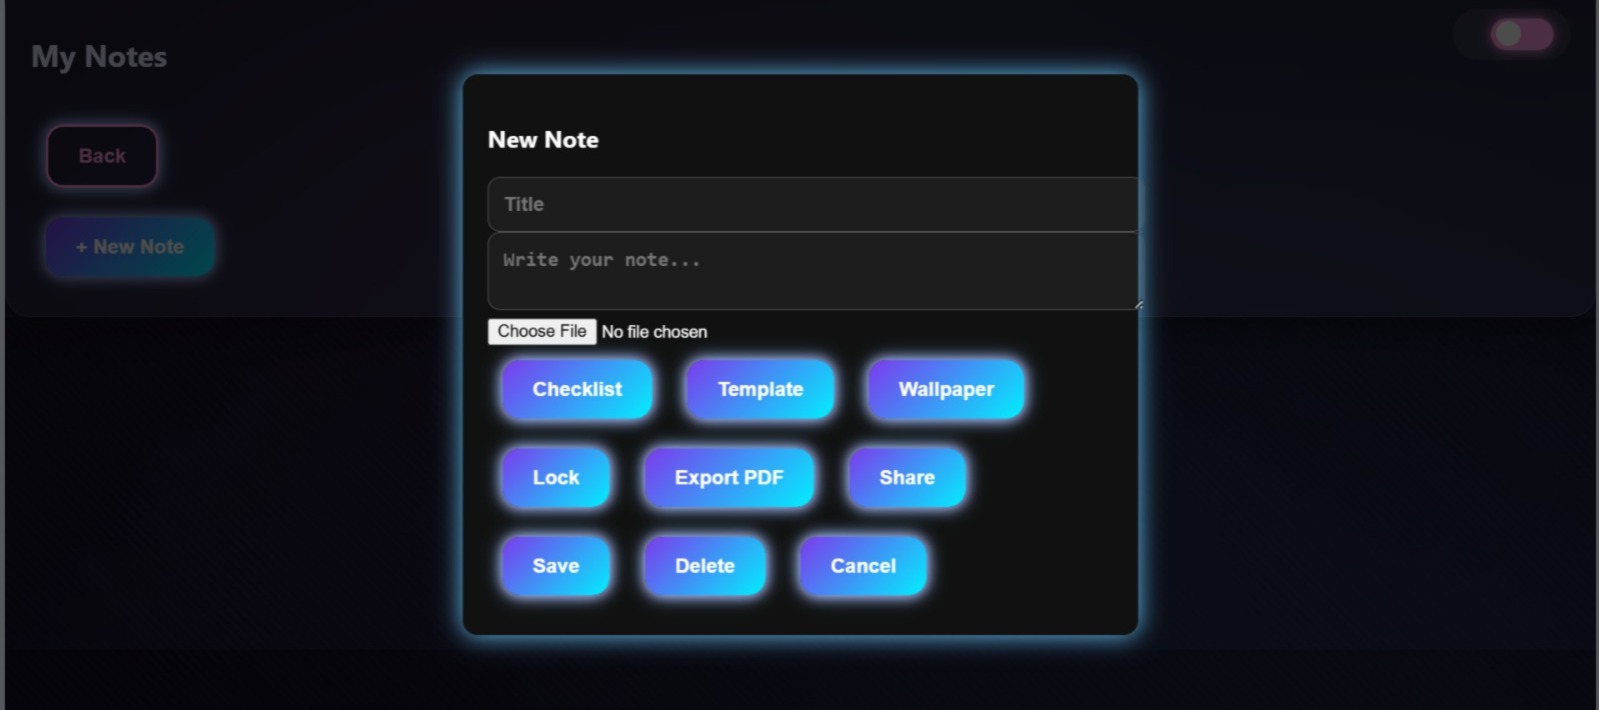 My Notes
Back
+ New Note
New Note
Title
Write your note...
Choose File No file chosen
Checklist Template Wallpaper
Lock Export PDF Share
Save Delete Cancel